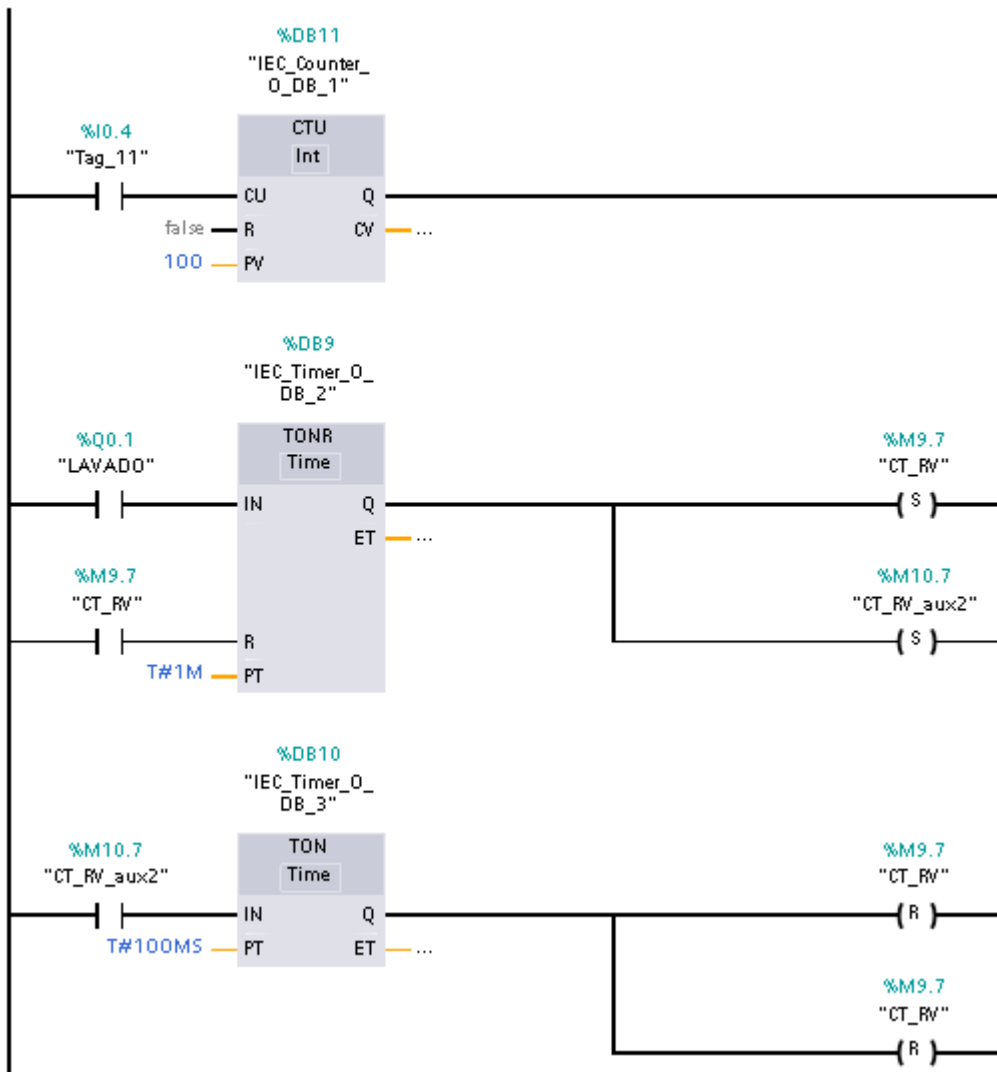 %DB11
"IEC_Counter_
0_DB_1"
CTU
Int
%I0.4
"Tag_11"
CU Q
false R CV ...
100 PV
%DB9
"IEC_Timer_0_
DB_2"
TONR
Time
%Q0.1
"LAVADO"
%M9.7
"CT_RV"
IN Q ( S )
ET ...
%M9.7
"CT_RV"
%M10.7
"CT_RV_aux2"
R ( S )
T#1M PT
%DB10
"IEC_Timer_0_
DB_3"
TON
Time
%M10.7
"CT_RV_aux2"
%M9.7
"CT_RV"
IN Q ( R )
T#100MS PT ET ...
%M9.7
"CT_RV"
( R )